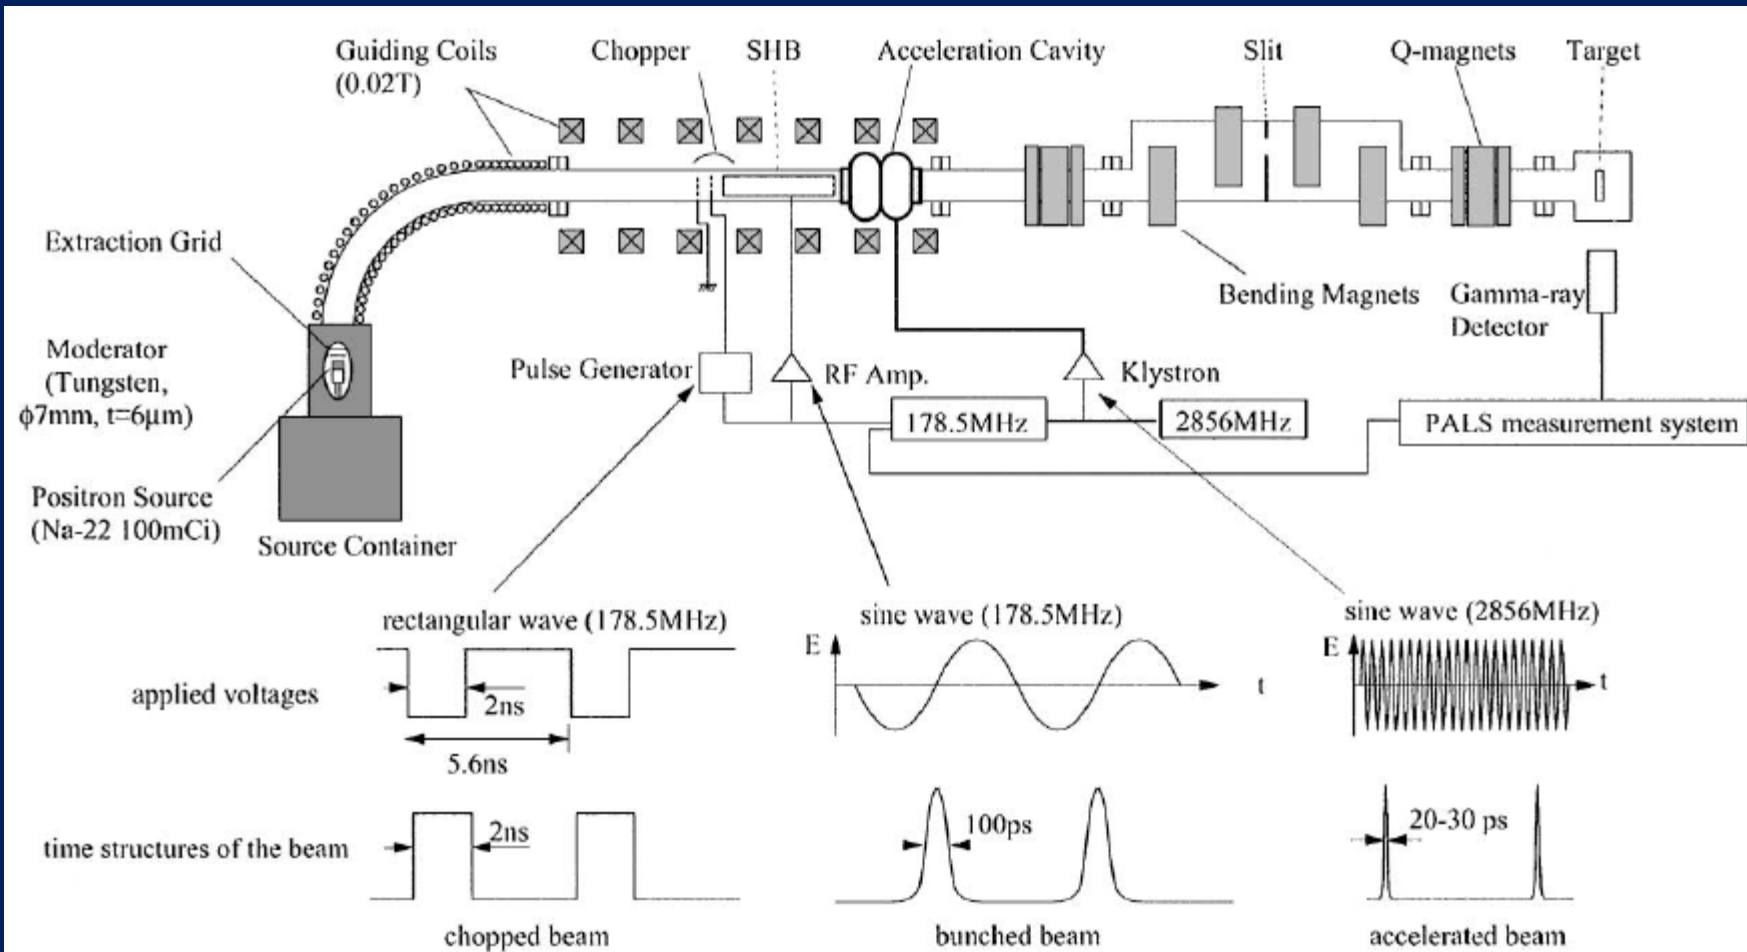 Guiding Coils
(0.02T)
Chopper
SHB
Acceleration Cavity
Slit
Q-magnets
Target
Extraction Grid
Moderator
(Tungsten,
ϕ7mm, t=6μm)
Positron Source
(Na-22 100mCi)
Source Container
Pulse Generator
RF Amp.
Klystron
178.5MHz
2856MHz
Bending Magnets
Gamma-ray
Detector
PALS measurement system
rectangular wave (178.5MHz)
sine wave (178.5MHz)
sine wave (2856MHz)
applied voltages
2ns
5.6ns
E
t
E
t
time structures of the beam
2ns
100ps
20-30 ps
chopped beam
bunched beam
accelerated beam